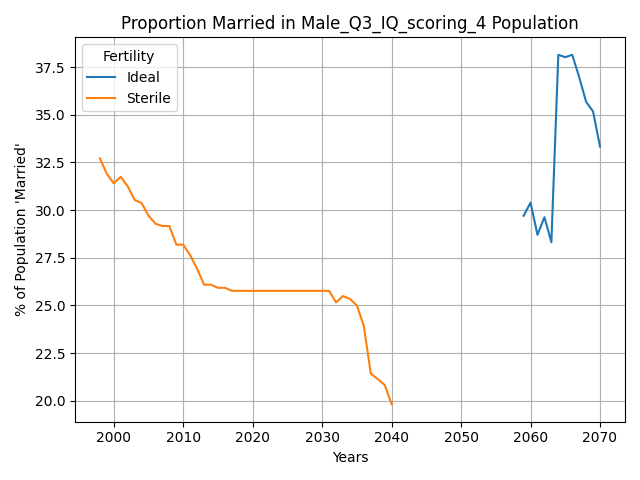 Proportion Married in Male_Q3_IQ_scoring_4 Population
Fertility
Ideal
Sterile
% of Population 'Married'
37.5
35.0
32.5
30.0
27.5
25.0
22.5
20.0
2000 2010 2020 2030 2040 2050 2060 2070
Years